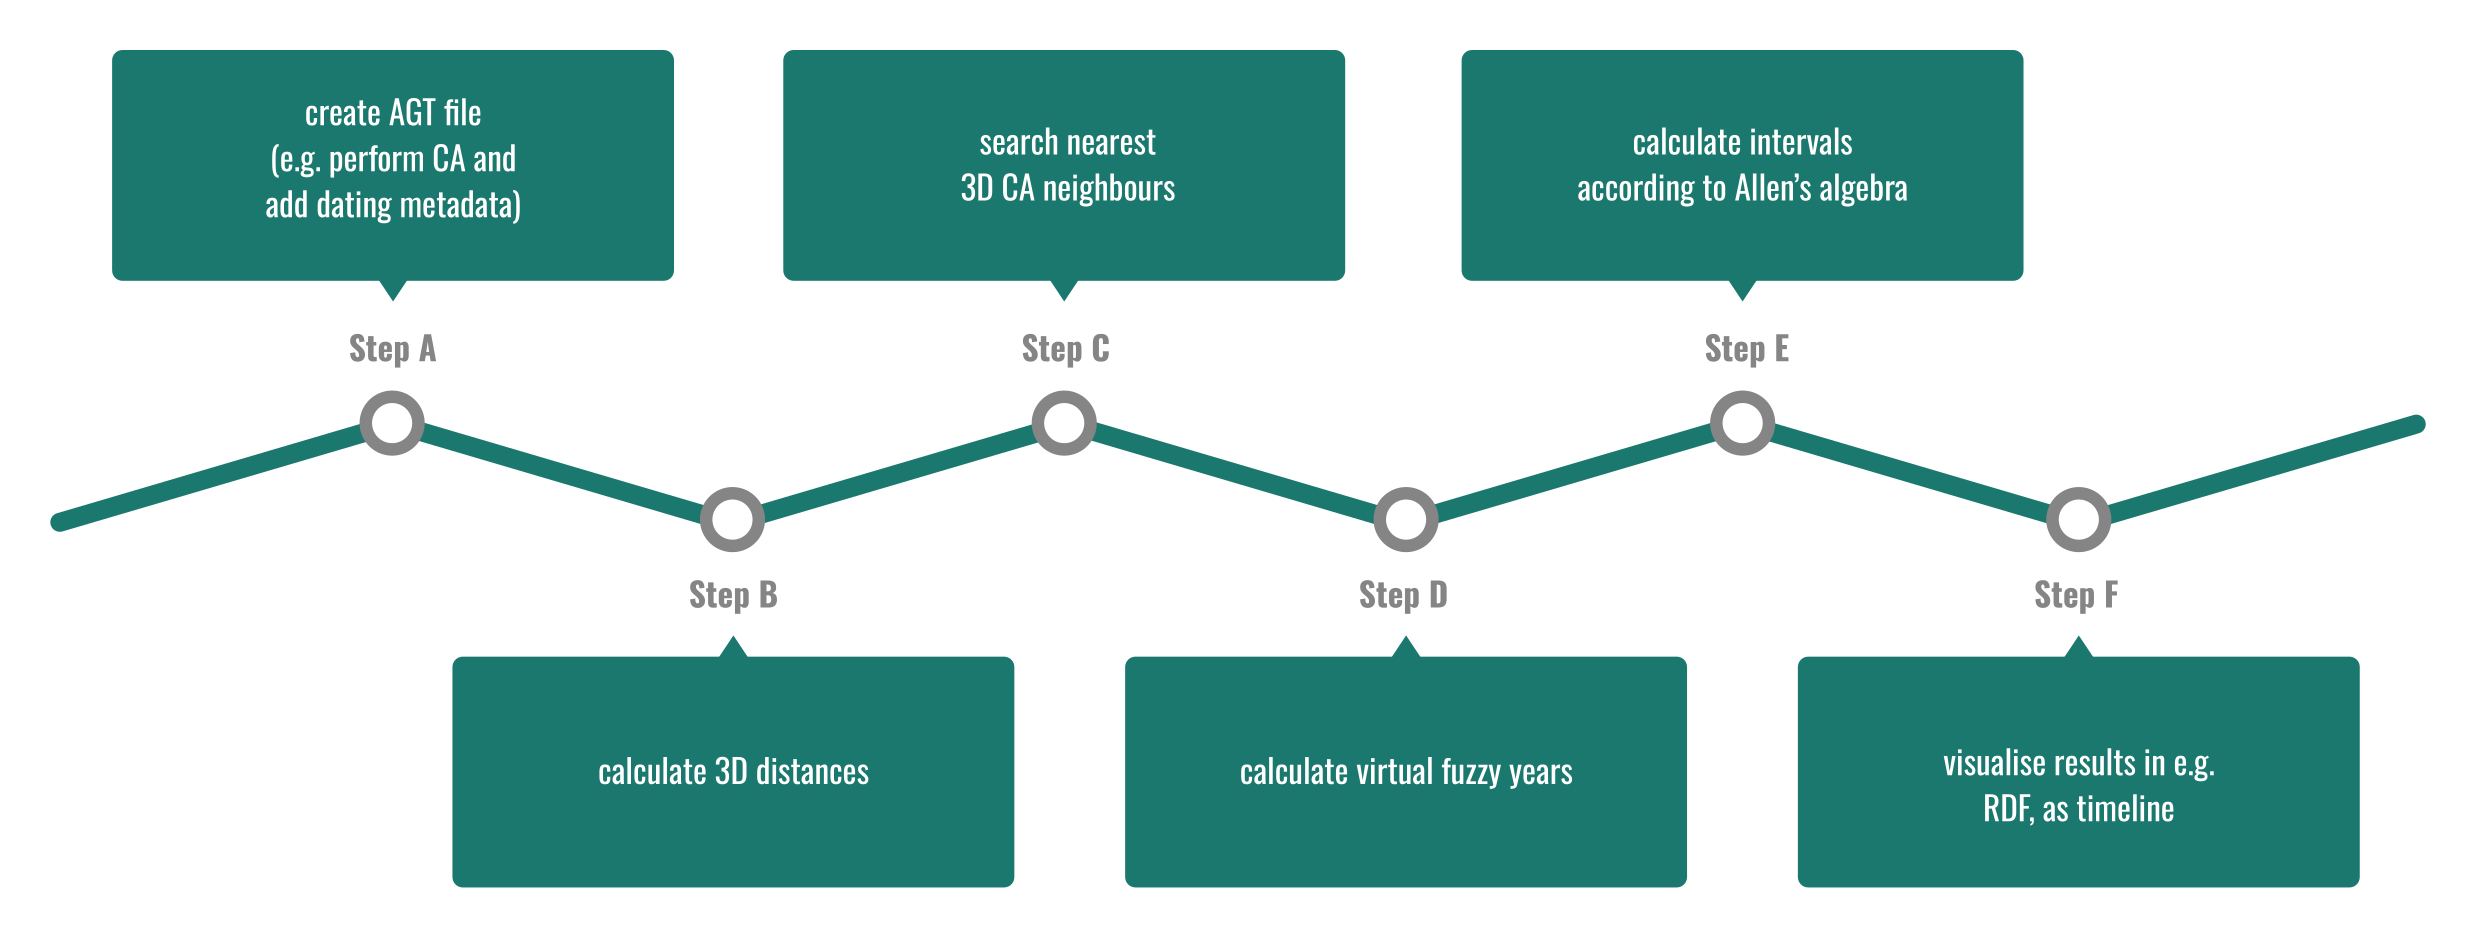 create AGT file
(e.g. perform CA and
add dating metadata)
Step A
Step B
calculate 3D distances
search nearest
3D CA neighbours
Step C
Step D
calculate virtual fuzzy years
calculate intervals
according to Allen’s algebra
Step E
Step F
visualise results in e.g.
RDF, as timeline